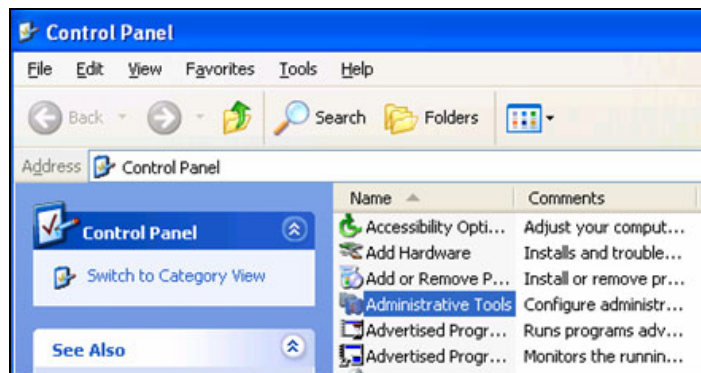 Control Panel
File Edit View Favorites Tools Help
Back Search Folders
Address Control Panel
Name Comments
Control Panel
Switch to Category View
See Also
Accessibility Opti... Adjust your comput...
Add Hardware Installs and trouble...
Add or Remove P... Install or remove pr...
Administrative Tools Configure administr...
Advertised Progr... Runs programs adv...
Advertised Progr... Monitors the runnin...